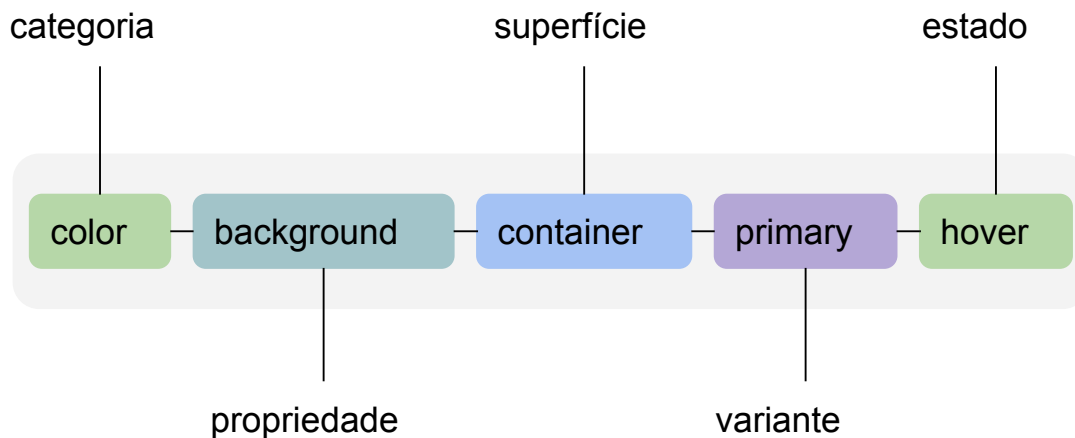 categoria
superfície
estado
color
background
container
primary
hover
propriedade
variante